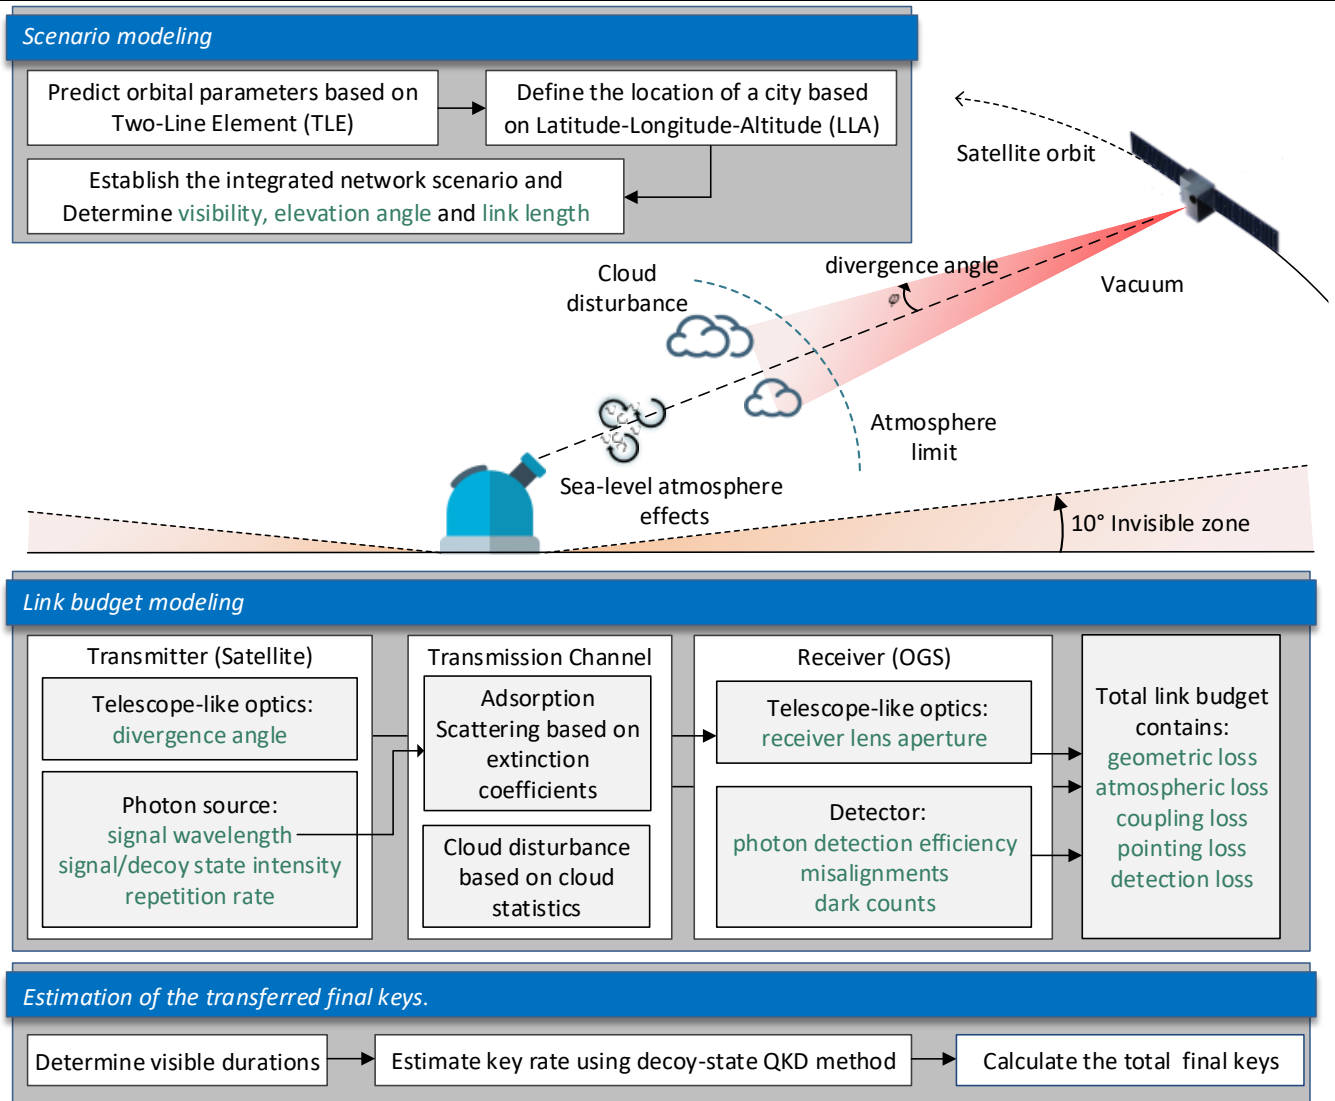 Scenario modeling
Predict orbital parameters based on
Two-Line Element (TLE)
Define the location of a city based
on Latitude-Longitude-Altitude (LLA)
Establish the integrated network scenario and
Determine visibility, elevation angle and link length
Satellite orbit
Cloud
disturbance
divergence angle
φ
Vacuum
Atmosphere
limit
Sea-level atmosphere
effects
10° Invisible zone
Link budget modeling
Transmitter (Satellite)
Telescope-like optics:
divergence angle
Photon source:
signal wavelength
signal/decoy state intensity
repetition rate
Transmission Channel
Adsorption
Scattering based on
extinction
coefficients
Cloud disturbance
based on cloud
statistics
Receiver (OGS)
Telescope-like optics:
receiver lens aperture
Detector:
photon detection efficiency
misalignments
dark counts
Total link budget
contains:
geometric loss
atmospheric loss
coupling loss
pointing loss
detection loss
Estimation of the transferred final keys.
Determine visible durations
Estimate key rate using decoy-state QKD method
Calculate the total final keys